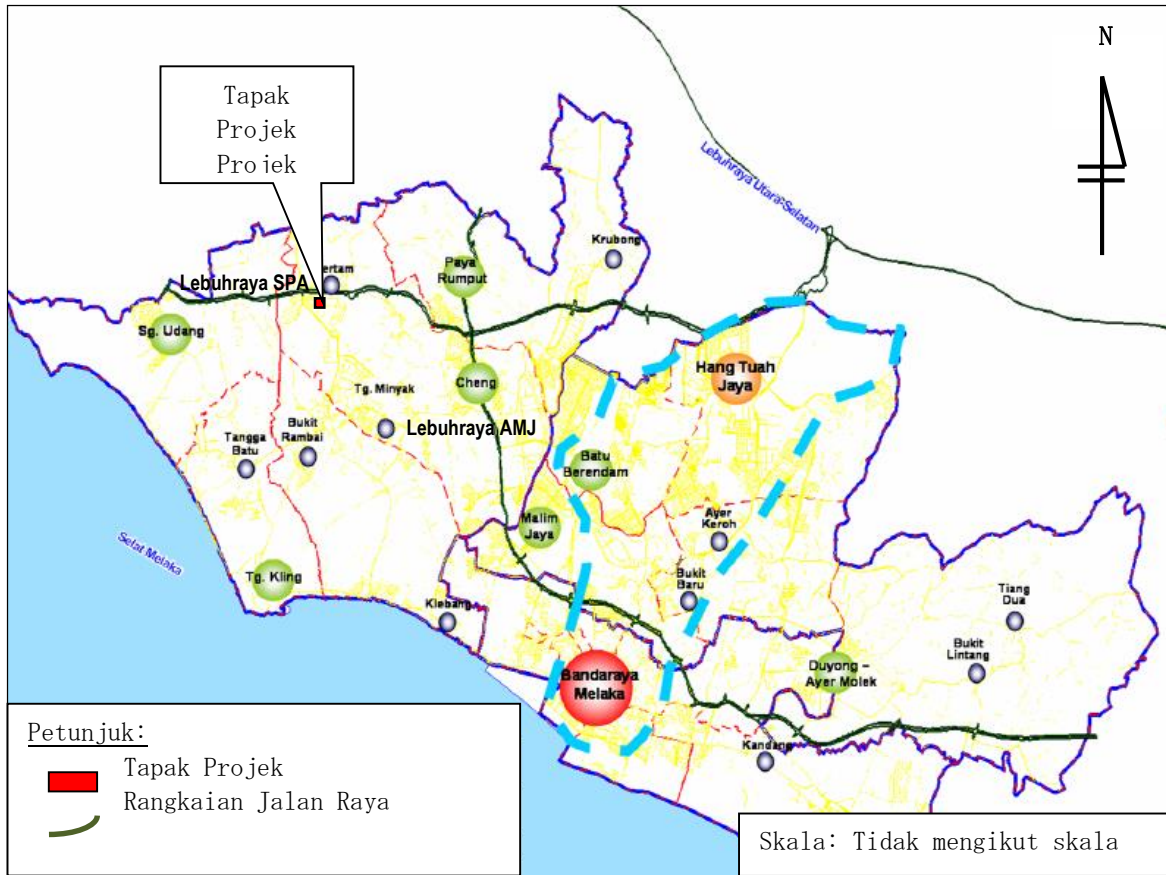 N
Tapak
Projek
Projek
Lebuhraya Utara-Selatan
Krubong
Paya
Rumput
ertam
Lebuhraya SPA
Sg. Udang
Hang Tuah
Jaya
Cheng
Tg. Minyak
Lebuhraya AMJ
Bukit
Rambai
Tangga
Batu
Batu
Berendam
Malim
Jaya
Ayer
Keroh
Selat Melaka
Tg. Kling
Klebang
Bukit
Baru
Tiang
Dua
Bukit
Lintang
Duyong –
Ayer Molek
Bandaraya
Melaka
Kandang
Petunjuk:
Tapak Projek
Rangkaian Jalan Raya
Skala: Tidak mengikut skala